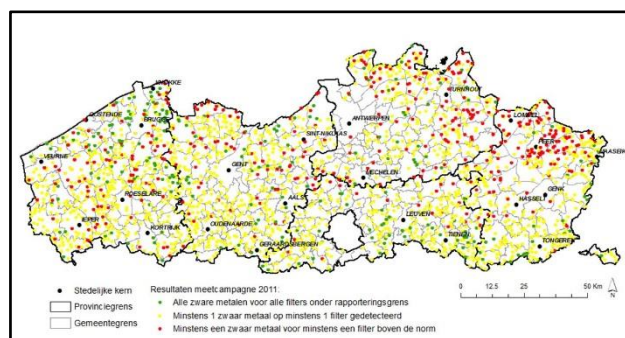 KNOKKE
OOSTENDE
BRUGGE
TURNHOUT
ANTWERPEN
LOMMEL
SINT-NIKLAAS
PEER
MAASEIK
VEURNE
GENT
MECHELEN
GENK
ROESELARE
AALST
HASSELT
LEUVEN
IEPER
KORTRIJK
OUDENAARDE
TIENEN
GERAARDSBERGEN
TONGEREN
Stedelijke kern
Provinciegrens
Gemeentegrens
Resultaten meetcampagne 2011:
Alle zware metalen voor alle filters onder rapporteringsgrens
Minstens 1 zwaar metaal op minstens 1 filter gedetecteerd
Minstens een zwaar metaal voor minstens een filter boven de norm
0 12.5 25 50 Km
N